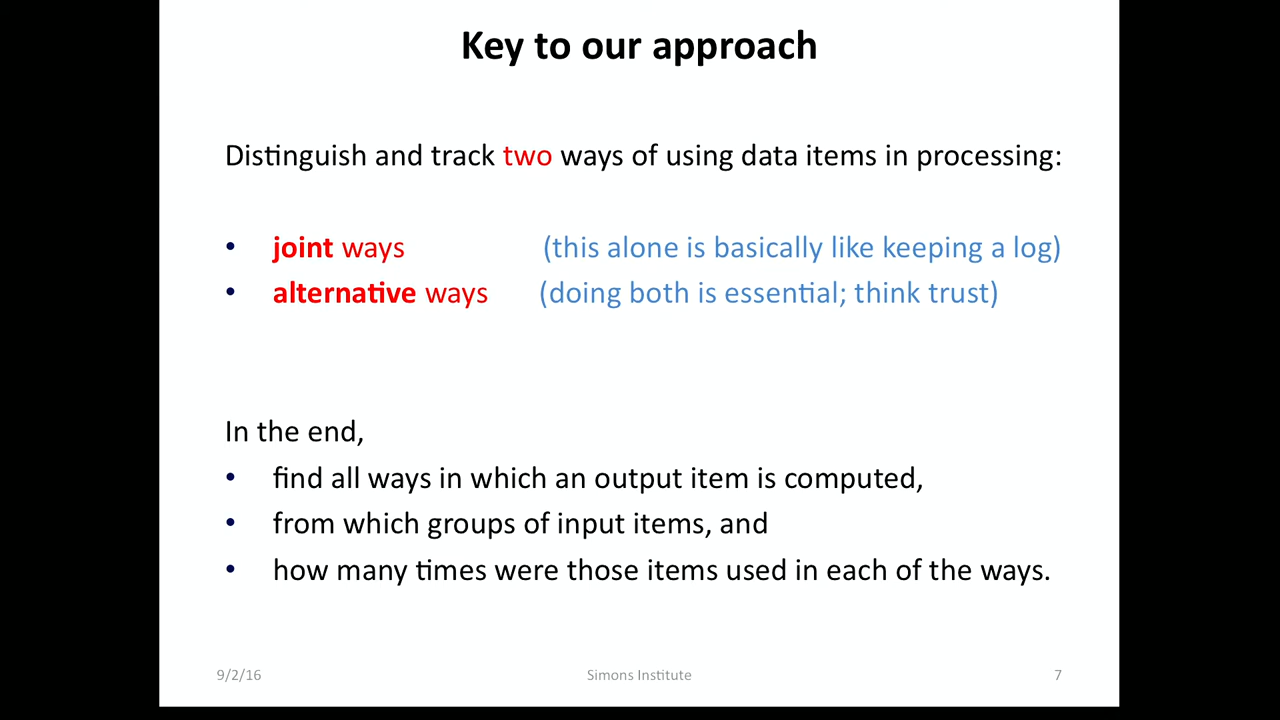 Key to our approach
Distinguish and track two ways of using data items in processing:
• joint ways (this alone is basically like keeping a log)
• alternative ways (doing both is essential; think trust)
In the end,
• find all ways in which an output item is computed,
• from which groups of input items, and
• how many times were those items used in each of the ways.
9/2/16 Simons Institute 7